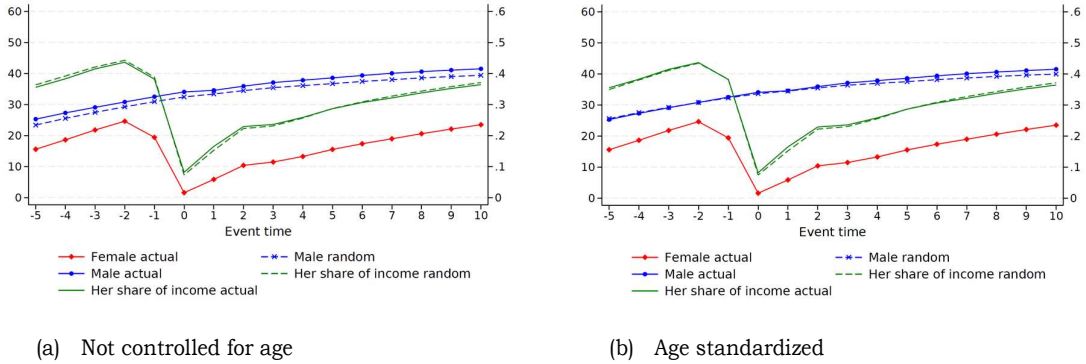 60 .6
50 .5
40 .4
30 .3
20 .2
10 .1
0 0
-5 -4 -3 -2 -1 0 1 2 3 4 5 6 7 8 9 10
Event time
Female actual Male random
Male actual Her share of income random
Her share of income actual
(a) Not controlled for age
60 .6
50 .5
40 .4
30 .3
20 .2
10 .1
0 0
-5 -4 -3 -2 -1 0 1 2 3 4 5 6 7 8 9 10
Event time
Female actual Male random
Male actual Her share of income random
Her share of income actual
(b) Age standardized